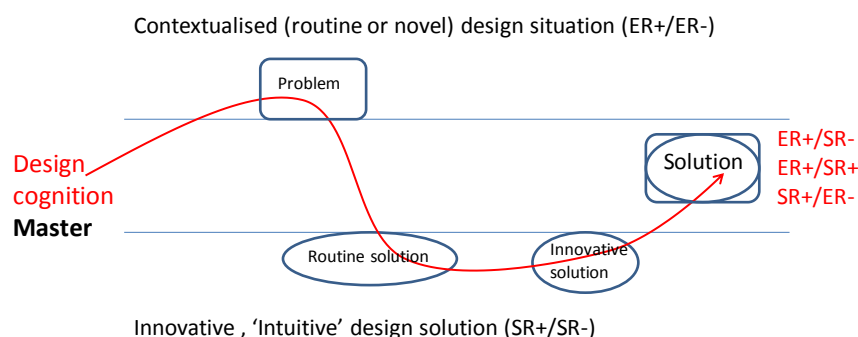 Contextualised (routine or novel) design situation (ER+/ER-)
Problem
Design
cognition
Master
Solution
ER+/SR-
ER+/SR+
SR+/ER-
Routine solution
Innovative
solution
Innovative , ‘Intuitive’ design solution (SR+/SR-)